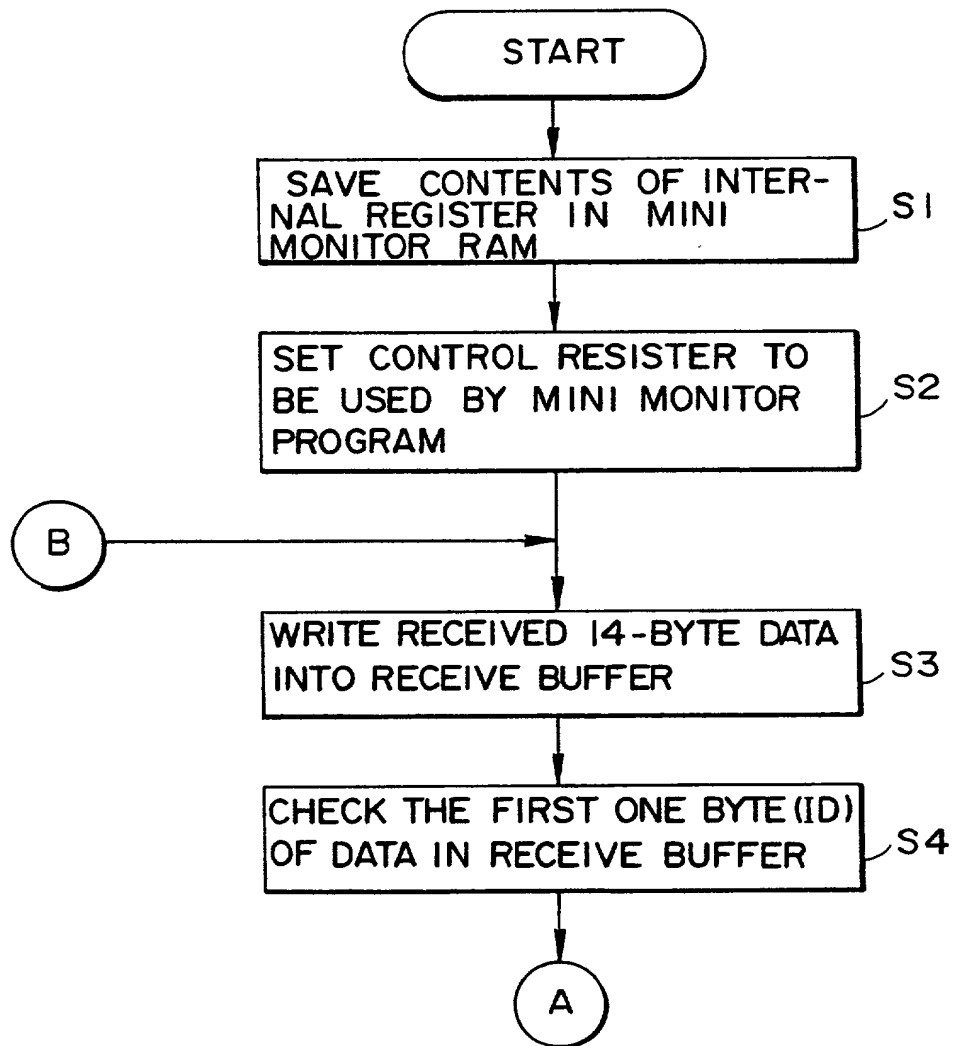 START
SAVE CONTENTS OF INTER-
NAL REGISTER IN MINI
MONITOR RAM
S1
SET CONTROL RESISTER TO
BE USED BY MINI MONITOR
PROGRAM
S2
B
WRITE RECEIVED 14-BYTE DATA
INTO RECEIVE BUFFER
S3
CHECK THE FIRST ONE BYTE (ID)
OF DATA IN RECEIVE BUFFER
S4
A